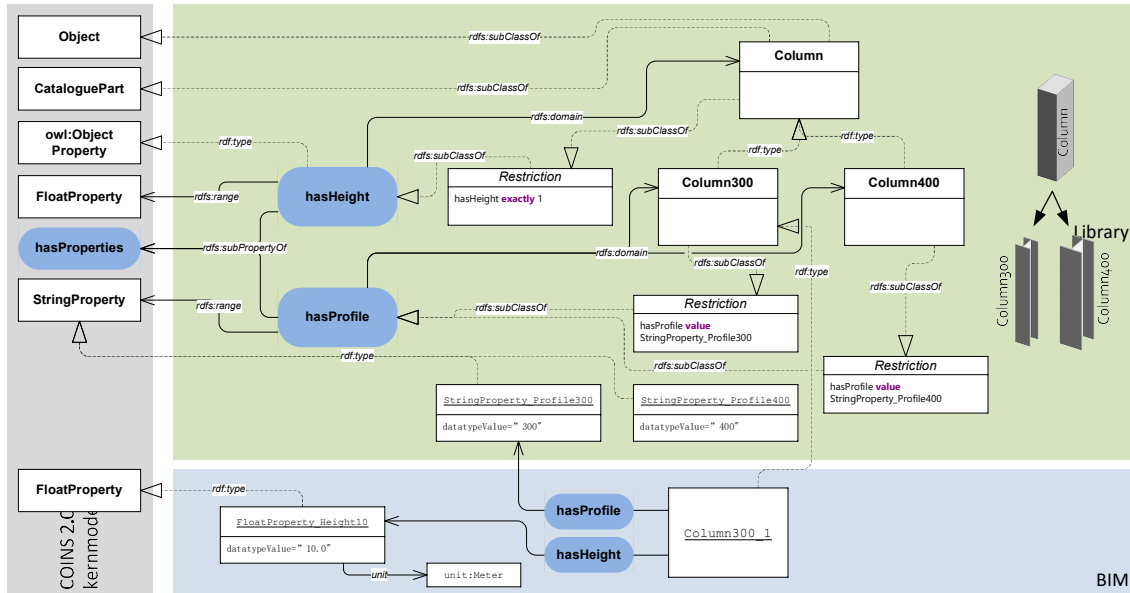 Object
rdfs:subClassOf
Column
CataloguePart
rdfs:subClassOf
Column
rdfs:domain
owl:Object
Property
rdf:type
rdfs:subClassOf
rdf:type
rdf:type
rdfs:subClassOf
Restriction
hasHeight exactly 1
Column300
Column400
FloatProperty
rdfs:range
hasHeight
hasProperties
rdfs:subPropertyOf
rdfs:domain
rdfs:subClassOf
rdf:type
Library
Column300
Column400
StringProperty
rdfs:range
hasProfile
rdfs:subClassOf
rdfs:subClassOf
Restriction
hasProfile value
StringProperty_Profile300
rdf:type
rdfs:subClassOf
Restriction
hasProfile value
StringProperty_Profile400
StringProperty_Profile300
datatypeValue=”300”
StringProperty_Profile400
datatypeValue=”400”
FloatProperty
rdf:type
hasProfile
FloatProperty_Height10
datatypeValue=”10.0”
hasHeight
Column300_1
unit
unit:Meter
COINS 2.0
kernmode
BIM